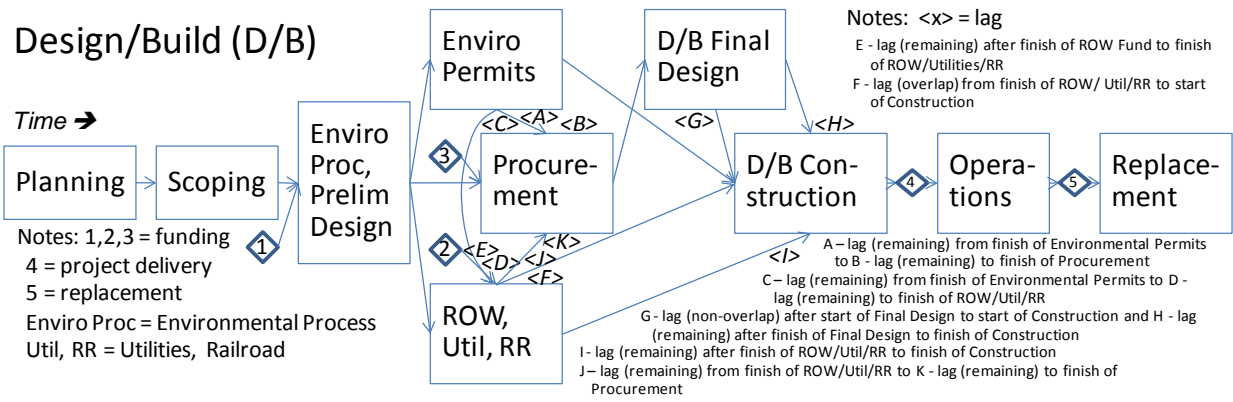 Design/Build (D/B)
Time ➔
Planning
Scoping
1
Enviro
Proc,
Prelim
Design
Enviro
Permits
<C>
<A>
<B>
3
Procure-
ment
2
<E>
<D>
<K>
<J>
<F>
ROW,
Util, RR
D/B Final
Design
<G>
<H>
D/B Con-
struction
<I>
4
Opera-
tions
5
Replace-
ment
Notes: <x> = lag
E - lag (remaining) after finish of ROW Fund to finish
of ROW/Utilities/RR
F - lag (overlap) from finish of ROW/ Util/RR to start
of Construction
Notes: 1,2,3 = funding
4 = project delivery
5 = replacement
Enviro Proc = Environmental Process
Util, RR = Utilities, Railroad
A – lag (remaining) from finish of Environmental Permits
to B - lag (remaining) to finish of Procurement
C – lag (remaining) from finish of Environmental Permits to D -
lag (remaining) to finish of ROW/Util/RR
G - lag (non-overlap) after start of Final Design to start of Construction and H - lag
(remaining) after finish of Final Design to finish of Construction
I - lag (remaining) after finish of ROW/Util/RR to finish of Construction
J – lag (remaining) from finish of ROW/Util/RR to K - lag (remaining) to finish of
Procurement